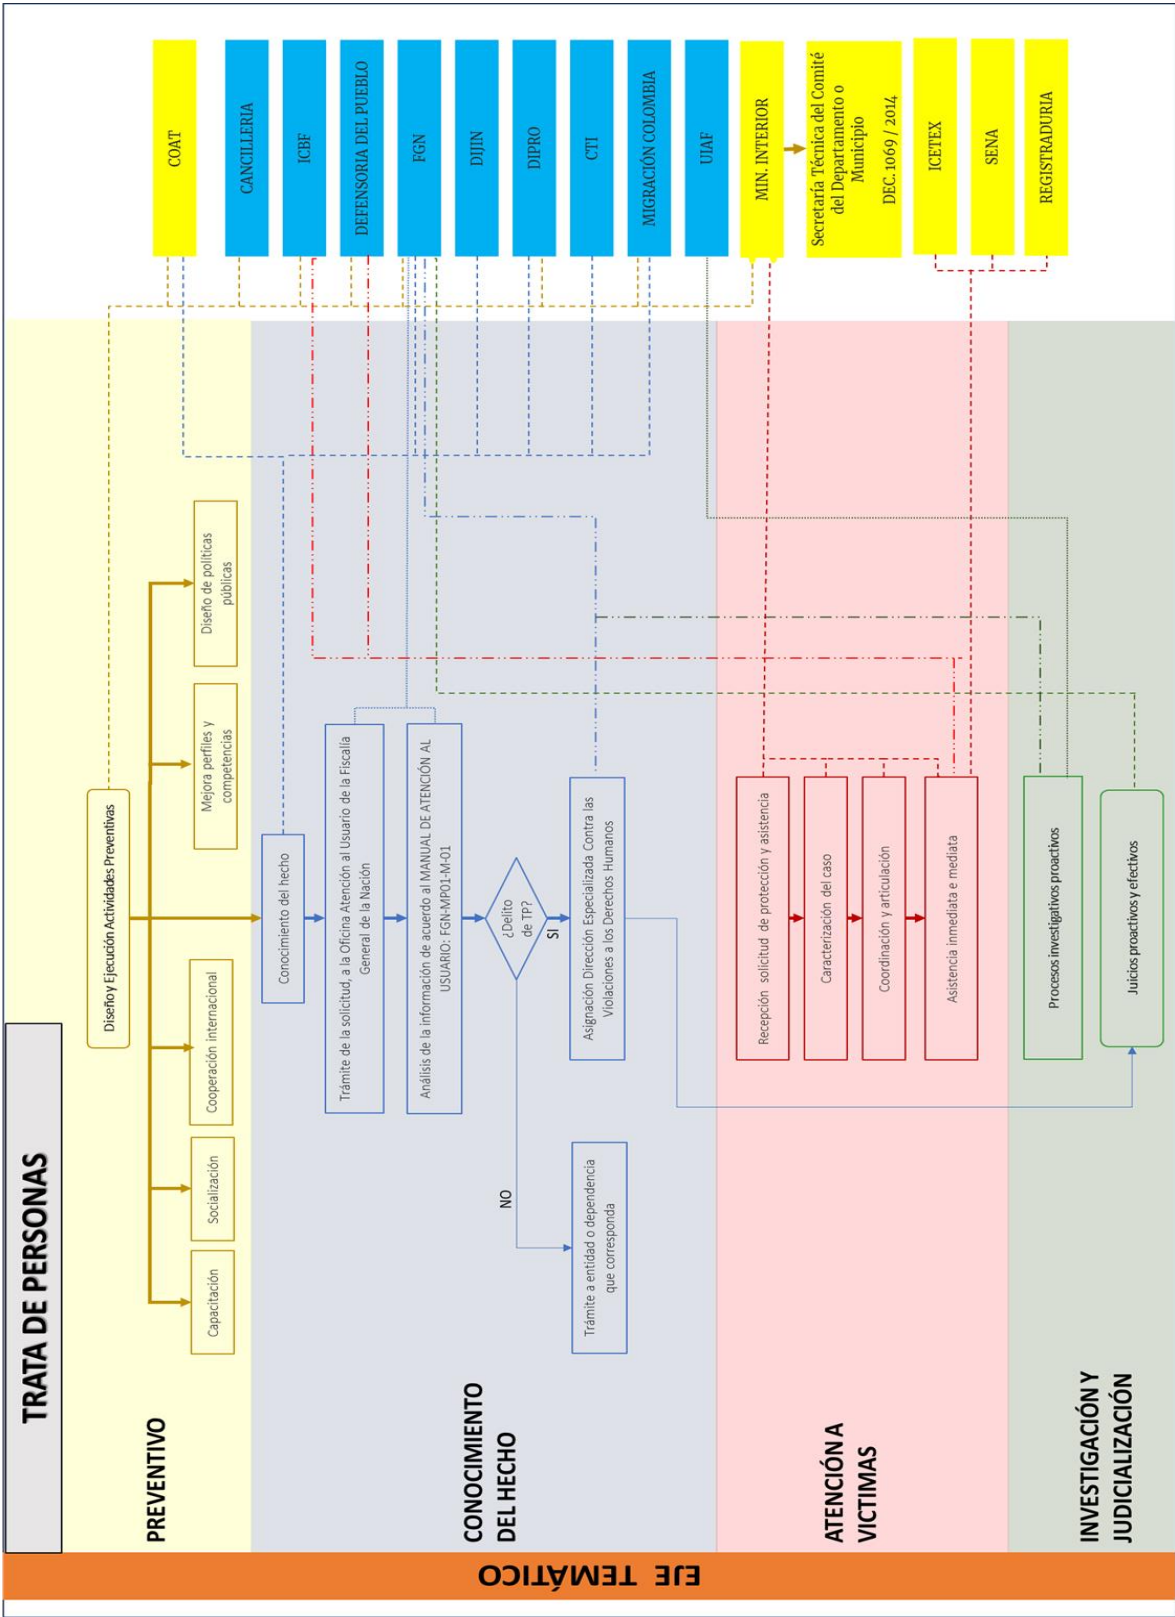 TRATA DE PERSONAS
EJE TEMÁTICO
PREVENTIVO
Diseño y Ejecución Actividades Preventivas
Capacitación
Socialización
Cooperación internacional
Mejora perfiles y
competencias
Diseño de políticas
públicas
CONOCIMIENTO
DEL HECHO
Conocimiento del hecho
Trámite de la solicitud, a la Oficina Atención al Usuario de la Fiscalía
General de la Nación
Análisis de la información de acuerdo al MANUAL DE ATENCIÓN AL
USUARIO: FGN-MP01-M-01
¿Delito
de TP?
NO
SI
Trámite a entidad o dependencia
que corresponda
Asignación Dirección Especializada Contra las
Violaciones a los Derechos Humanos
ATENCIÓN A
VICTIMAS
Recepción solicitud de protección y asistencia
Caracterización del caso
Coordinación y articulación
Asistencia inmediata e mediata
INVESTIGACIÓN Y
JUDICIALIZACIÓN
Procesos investigativos proactivos
Juicios proactivos y efectivos
COAT
CANCILLERIA
ICBF
DEFENSORIA DEL PUEBLO
FGN
DIJIN
DIPRO
CTI
MIGRACIÓN COLOMBIA
UIAF
MIN. INTERIOR
Secretaría Técnica del Comité
del Departamento o
Municipio
DEC. 1069 / 2014
ICETEX
SENA
REGISTRADURIA